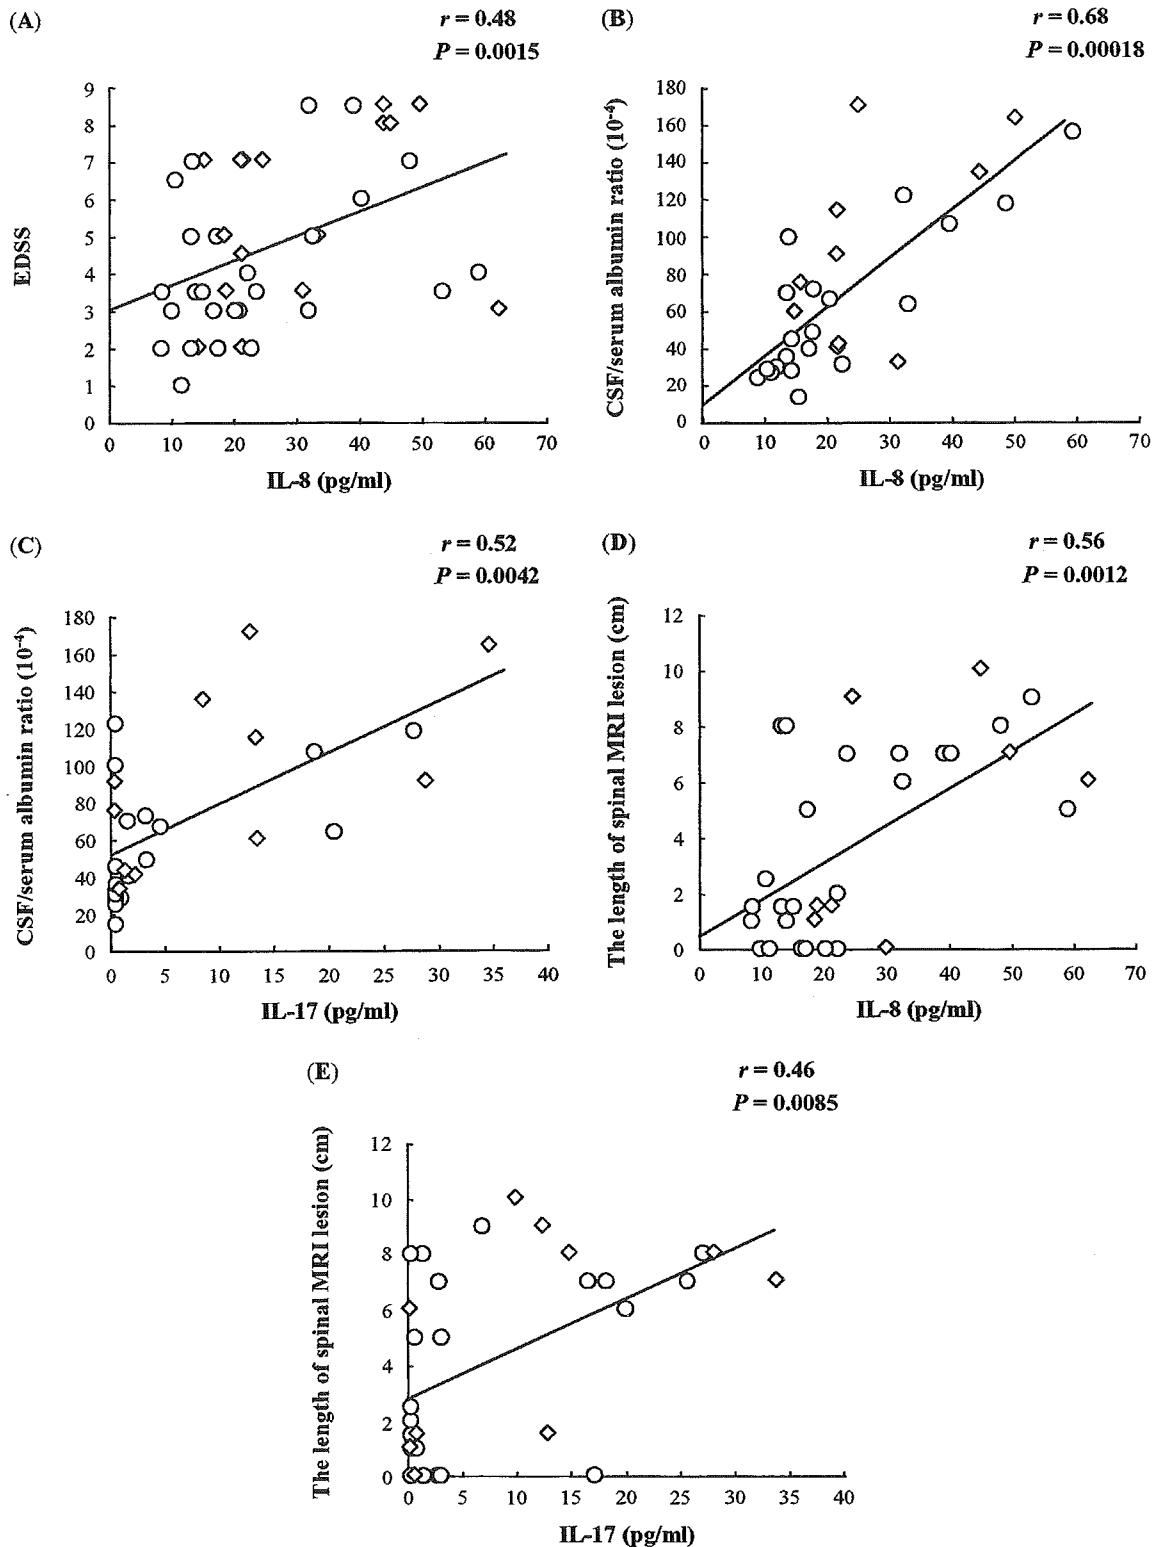 (A)
r = 0.48
P = 0.0015
EDSS
9
8
7
6
5
4
3
2
1
0
0 10 20 30 40 50 60 70
IL-8 (pg/ml)
(B)
r = 0.68
P = 0.00018
CSF/serum albumin ratio (10⁻⁴)
180
160
140
120
100
80
60
40
20
0
0 10 20 30 40 50 60 70
IL-8 (pg/ml)
(C)
r = 0.52
P = 0.0042
CSF/serum albumin ratio (10⁻⁴)
180
160
140
120
100
80
60
40
20
0
0 5 10 15 20 25 30 35 40
IL-17 (pg/ml)
(D)
r = 0.56
P = 0.0012
The length of spinal MRI lesion (cm)
12
10
8
6
4
2
0
0 10 20 30 40 50 60 70
IL-8 (pg/ml)
(E)
r = 0.46
P = 0.0085
The length of spinal MRI lesion (cm)
12
10
8
6
4
2
0
0 5 10 15 20 25 30 35 40
IL-17 (pg/ml)